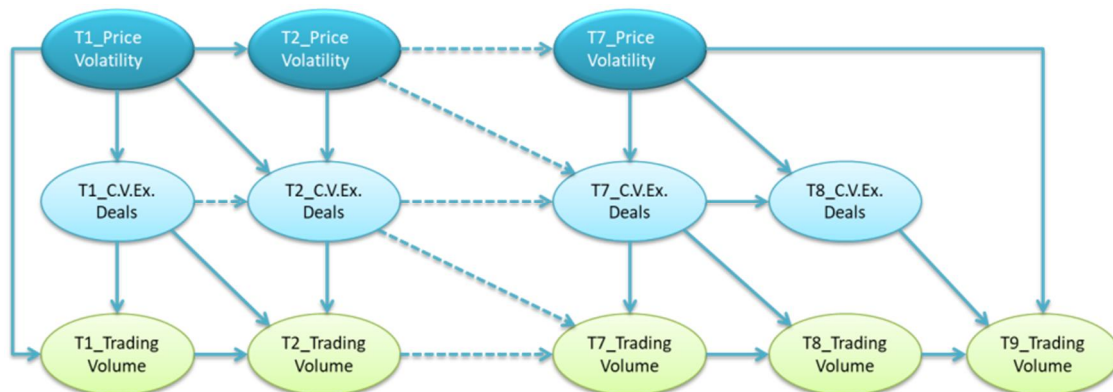 T1_Price
Volatility
T2_Price
Volatility
T7_Price
Volatility
T1_C.V.Ex.
Deals
T2_C.V.Ex.
Deals
T7_C.V.Ex.
Deals
T8_C.V.Ex.
Deals
T1_Trading
Volume
T2_Trading
Volume
T7_Trading
Volume
T8_Trading
Volume
T9_Trading
Volume